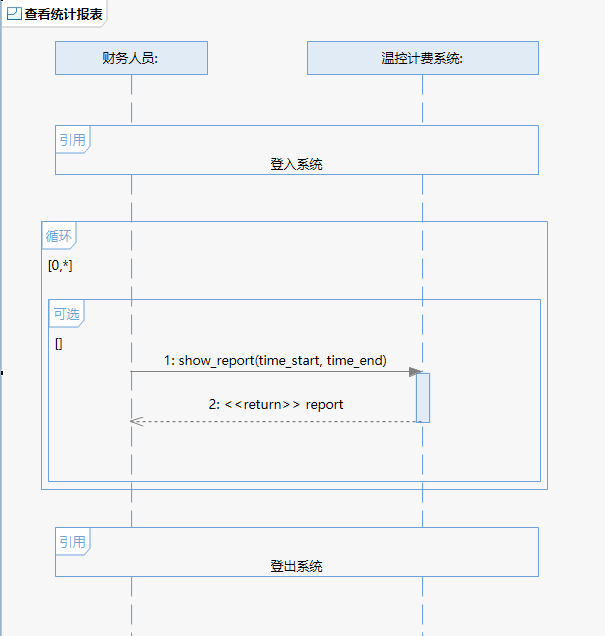 查看统计报表
财务人员:
温控计费系统:
引用
登入系统
循环
[0,*]
可选
[]
1: show_report(time_start, time_end)
2: <<return>> report
引用
登出系统